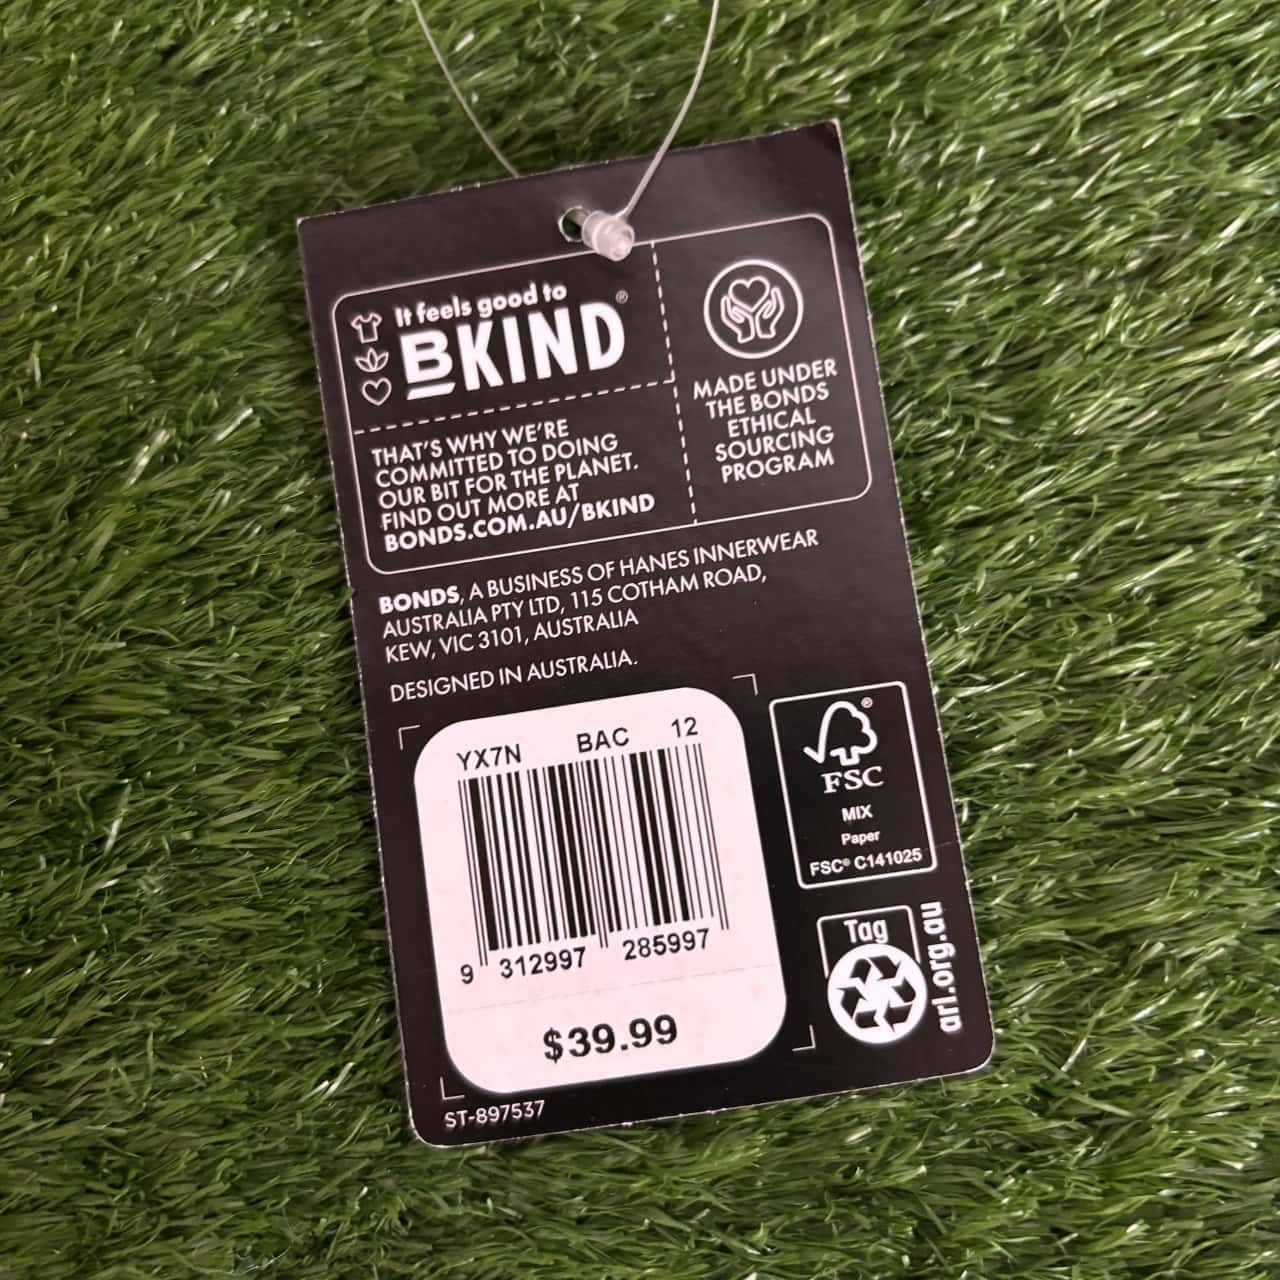 It feels good to
BKIND®
THAT'S WHY WE'RE
COMMITTED TO DOING
OUR BIT FOR THE PLANET.
FIND OUT MORE AT
BONDS.COM.AU/BKIND
MADE UNDER
THE BONDS
ETHICAL
SOURCING
PROGRAM
BONDS, A BUSINESS OF HANES INNERWEAR
AUSTRALIA PTY LTD, 115 COTHAM ROAD,
KEW, VIC 3101, AUSTRALIA
DESIGNED IN AUSTRALIA.
YX7N BAC 12
9 312997 285997
$39.99
ST-897537
®
FSC
MIX
Paper
FSC® C141025
Tag
arl.org.au